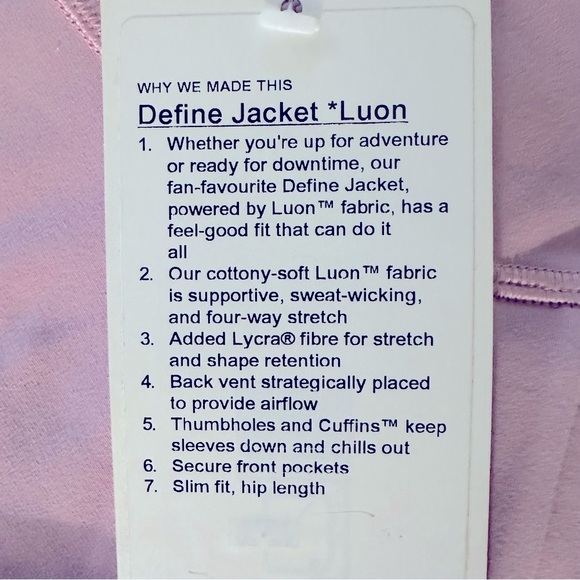 WHY WE MADE THIS
Define Jacket *Luon
1. Whether you're up for adventure
or ready for downtime, our
fan-favourite Define Jacket,
powered by Luon™ fabric, has a
feel-good fit that can do it
all
2. Our cottony-soft Luon™ fabric
is supportive, sweat-wicking,
and four-way stretch
3. Added Lycra® fibre for stretch
and shape retention
4. Back vent strategically placed
to provide airflow
5. Thumbholes and Cuffins™ keep
sleeves down and chills out
6. Secure front pockets
7. Slim fit, hip length